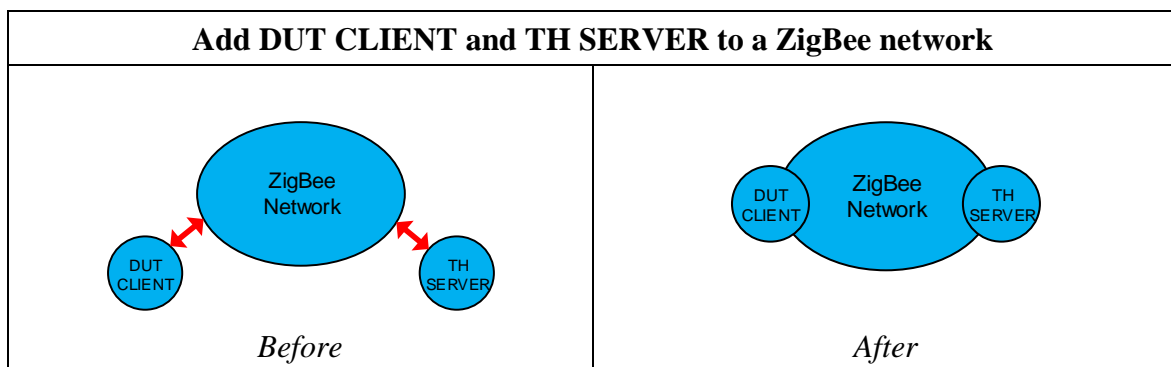 Add DUT CLIENT and TH SERVER to a ZigBee network
ZigBee
Network
DUT
CLIENT
TH
SERVER
Before
ZigBee
Network
DUT
CLIENT
TH
SERVER
After